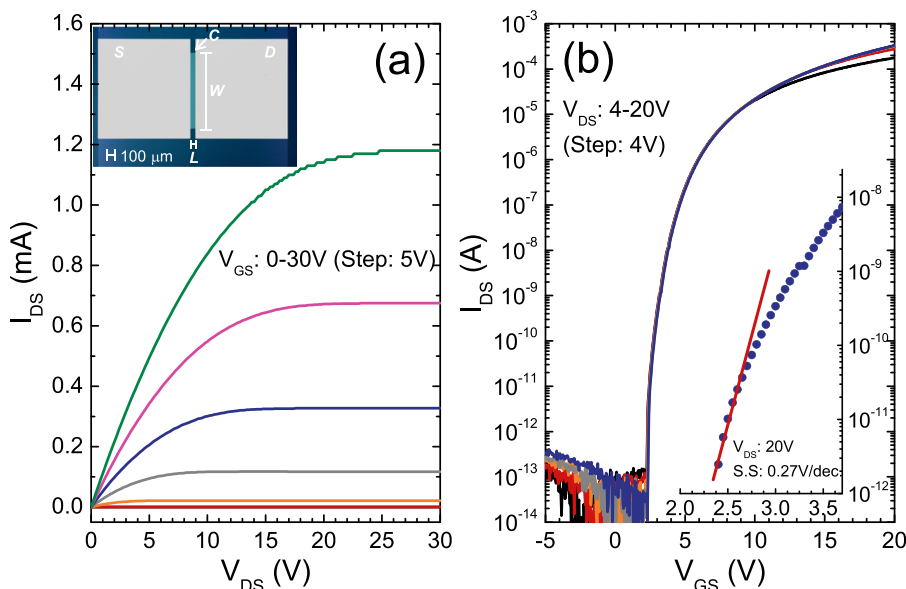 1.6
1.4
1.2
1.0
0.8
0.6
0.4
0.2
0.0
I_DS (mA)
0 5 10 15 20 25 30
V_DS (V)
(a)
S C D
W
H
L
H 100 μm
V_GS: 0-30V (Step: 5V)
10^-3
10^-4
10^-5
10^-6
10^-7
10^-8
10^-9
10^-10
10^-11
10^-12
10^-13
10^-14
I_DS (A)
-5 0 5 10 15 20
V_GS (V)
(b)
V_DS: 4-20V
(Step: 4V)
10^-8
10^-9
10^-10
10^-11
10^-12
V_DS: 20V
S.S: 0.27V/dec.
2.0 2.5 3.0 3.5